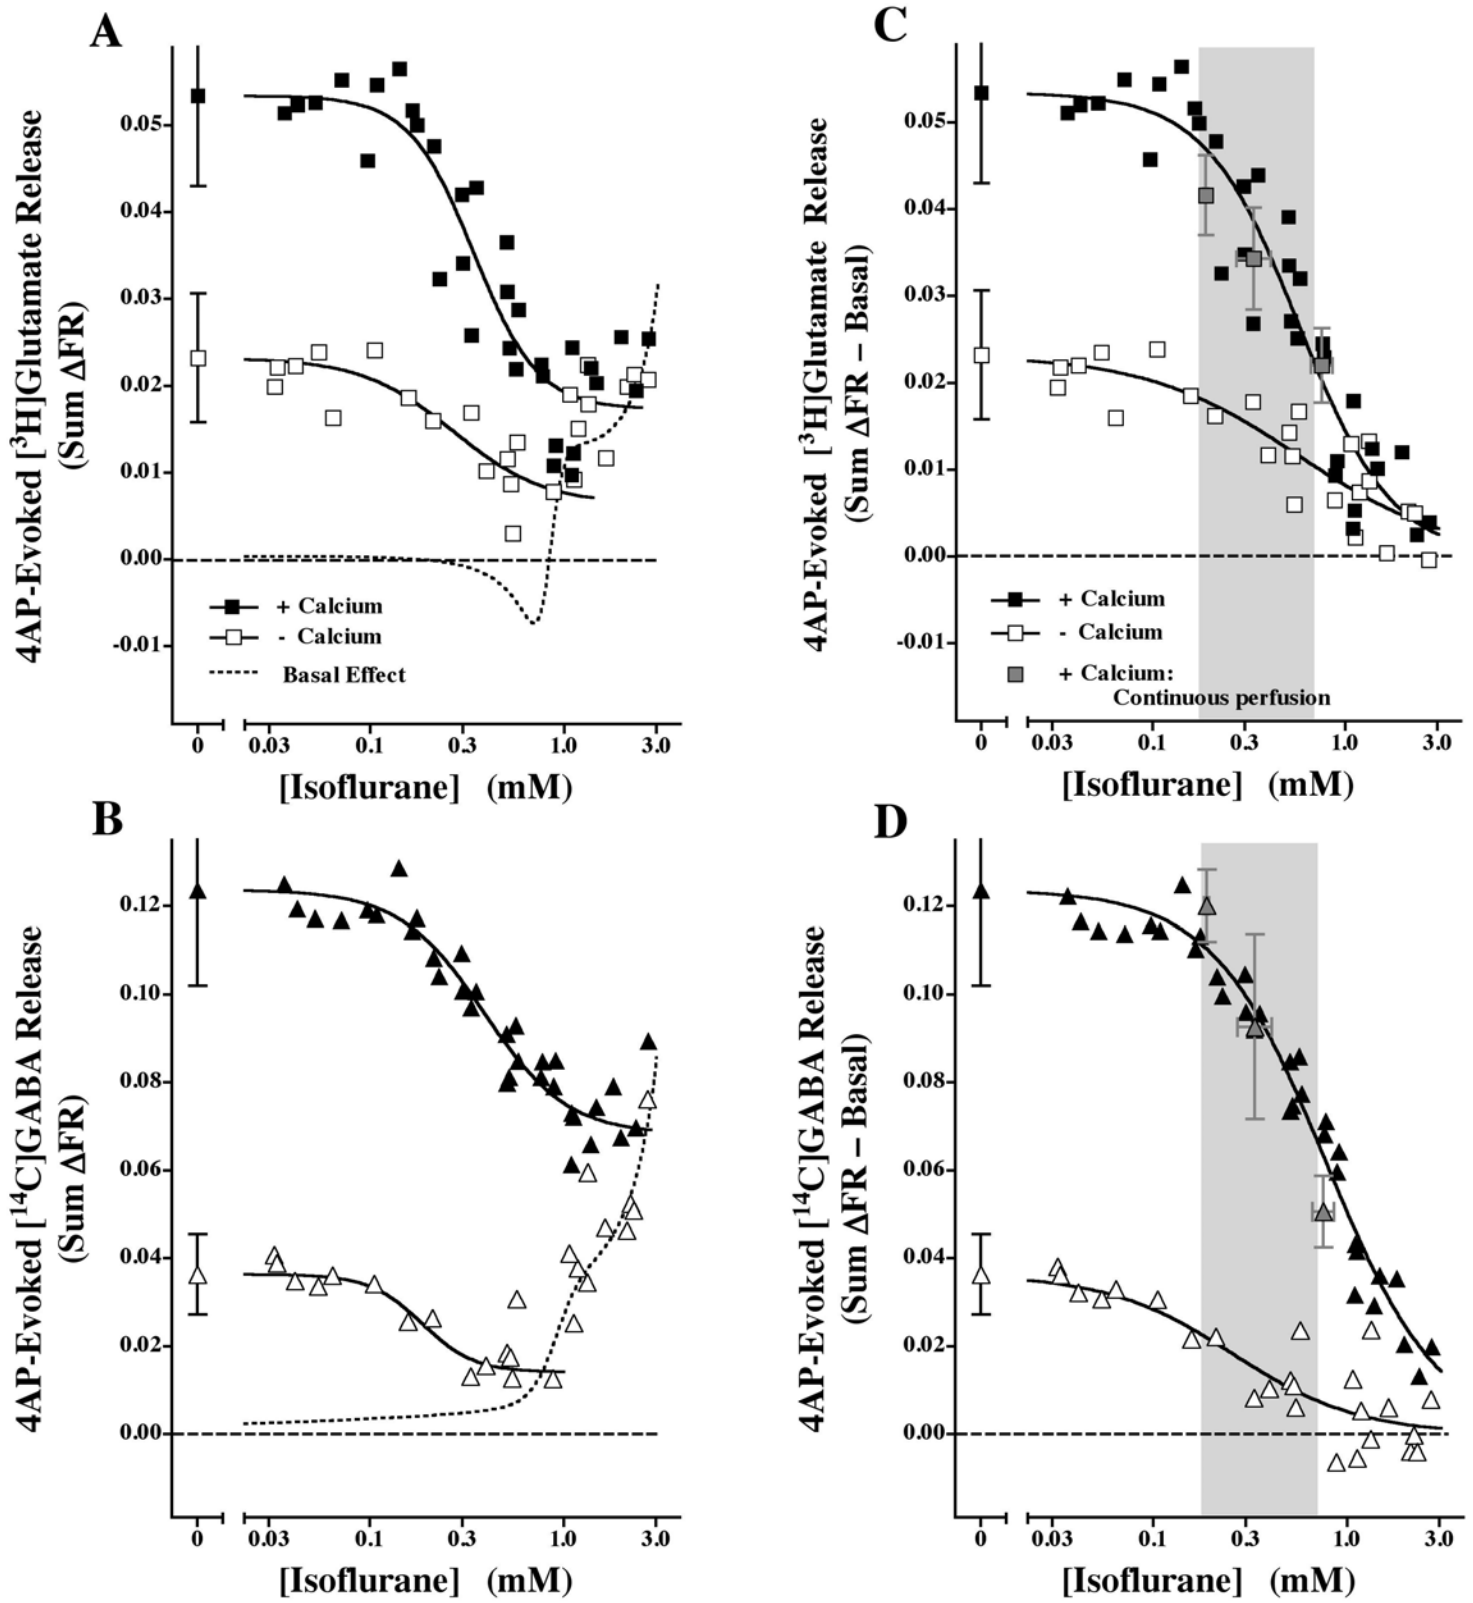 A
4AP-Evoked [³H]Glutamate Release
(Sum ΔFR)
0.05
0.04
0.03
0.02
0.01
0.00
-0.01
+ Calcium
- Calcium
Basal Effect
0 0.03 0.1 0.3 1.0 3.0
[Isoflurane] (mM)
C
4AP-Evoked [³H]Glutamate Release
(Sum ΔFR – Basal)
0.05
0.04
0.03
0.02
0.01
0.00
-0.01
+ Calcium
- Calcium
+ Calcium:
Continuous perfusion
0 0.03 0.1 0.3 1.0 3.0
[Isoflurane] (mM)
B
4AP-Evoked [¹⁴C]GABA Release
(Sum ΔFR)
0.12
0.10
0.08
0.06
0.04
0.02
0.00
0 0.03 0.1 0.3 1.0 3.0
[Isoflurane] (mM)
D
4AP-Evoked [¹⁴C]GABA Release
(Sum ΔFR – Basal)
0.12
0.10
0.08
0.06
0.04
0.02
0.00
0 0.03 0.1 0.3 1.0 3.0
[Isoflurane] (mM)